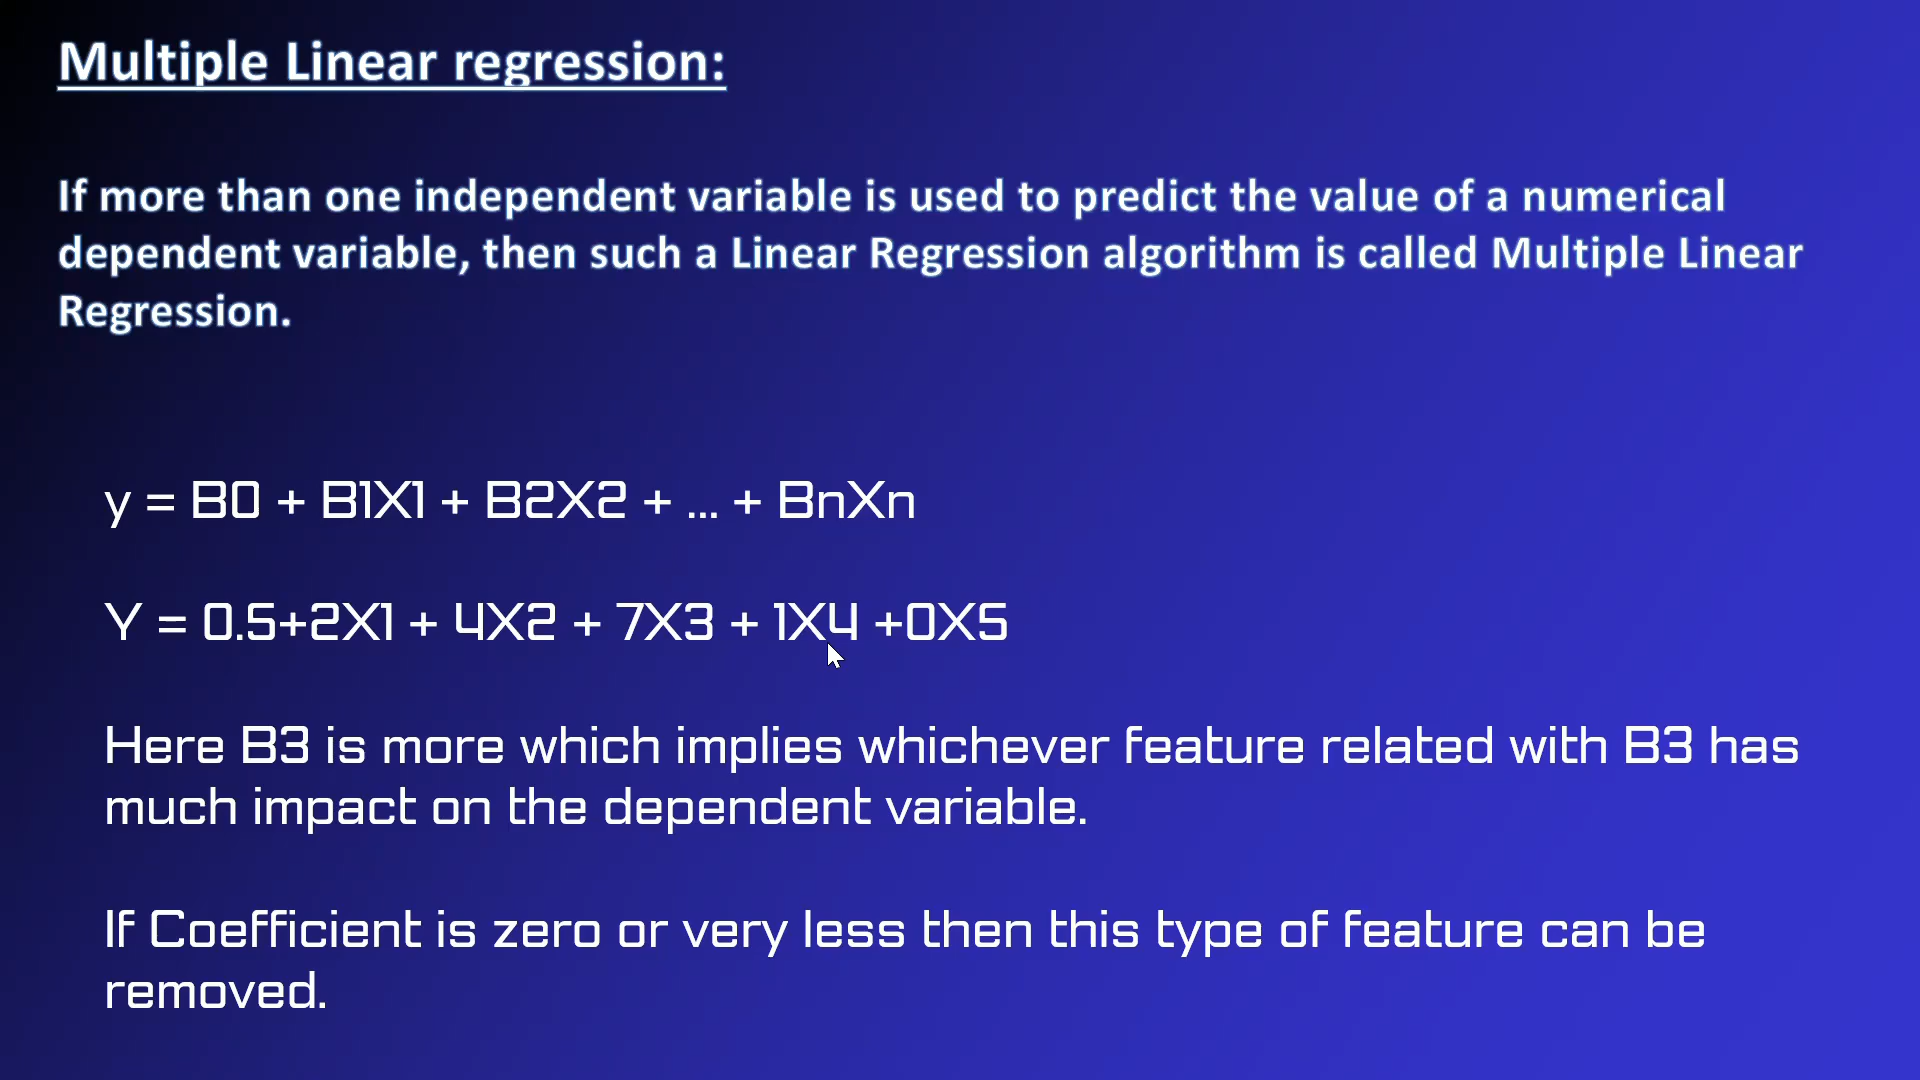 Multiple Linear regression:
If more than one independent variable is used to predict the value of a numerical
dependent variable, then such a Linear Regression algorithm is called Multiple Linear
Regression.
y = B0 + B1X1 + B2X2 + ... + BnXn
Y = 0.5+2X1 + 4X2 + 7X3 + 1X4 +0X5
Here B3 is more which implies whichever feature related with B3 has
much impact on the dependent variable.
If Coefficient is zero or very less then this type of feature can be
removed.